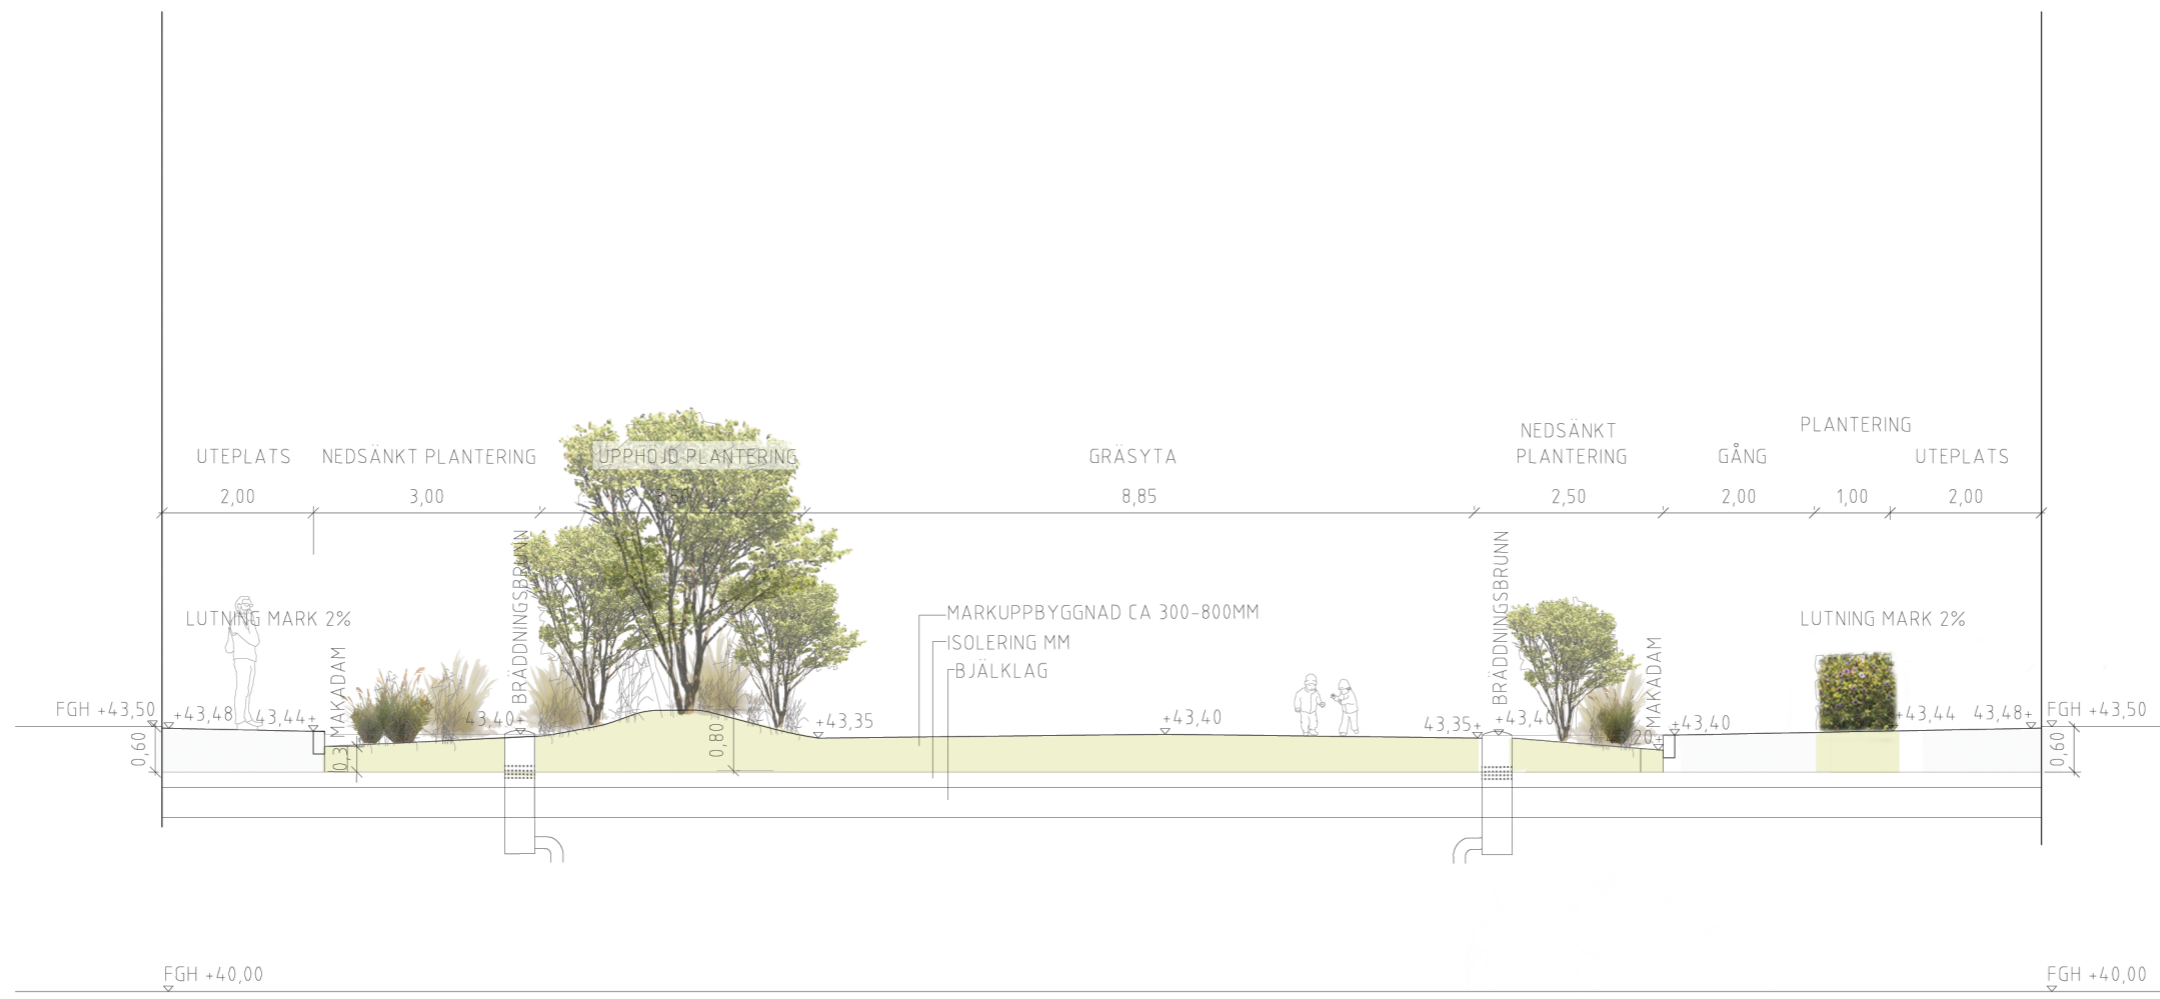 PLANTERING
NEDSÄNKT
UTEPLATS
NEDSÄNKT PLANTERING
UPPHÖJD PLANTERING
GRÄSYTA
PLANTERING
GÅNG
UTEPLATS
2,00
3,00
8,85
2,50
2,00
1,00
2,00
BRÄDDNINGSBRUNN
BRÄDDNINGSBRUNN
LUTNING MARK 2%
MARKUPPBYGGNAD CA 300-800MM
LUTNING MARK 2%
ISOLERING MM
BJÄLKLAG
MAKADAM
MAKADAM
FGH +43,50
+43,48
43,44+
43,40+
+43,35
+43,40
43,35+
+43,40
+43,40
+43,44
43,48+
FGH +43,50
0,60
0,80
0,60
FGH +40,00
FGH +40,00